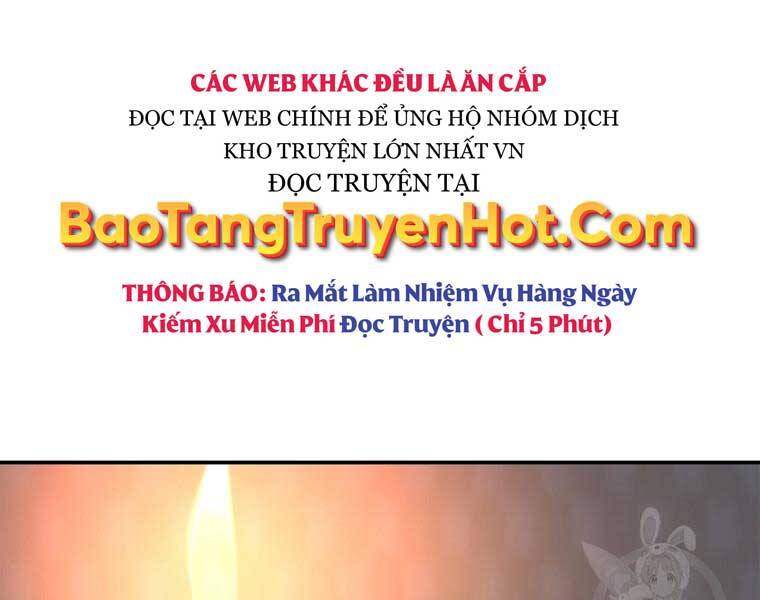 CÁC WEB KHÁC ĐỀU LÀ ĂN CẮP
ĐỌC TẠI WEB CHÍNH ĐỂ ỦNG HỘ NHÓM DỊCH
KHO TRUYỆN LỚN NHẤT VN
ĐỌC TRUYỆN TẠI
BaoTangTruyenHot.Com
THÔNG BÁO: Ra Mắt Làm Nhiệm Vụ Hàng Ngày
Kiếm Xu Miễn Phí Đọc Truyện ( Chỉ 5 Phút)